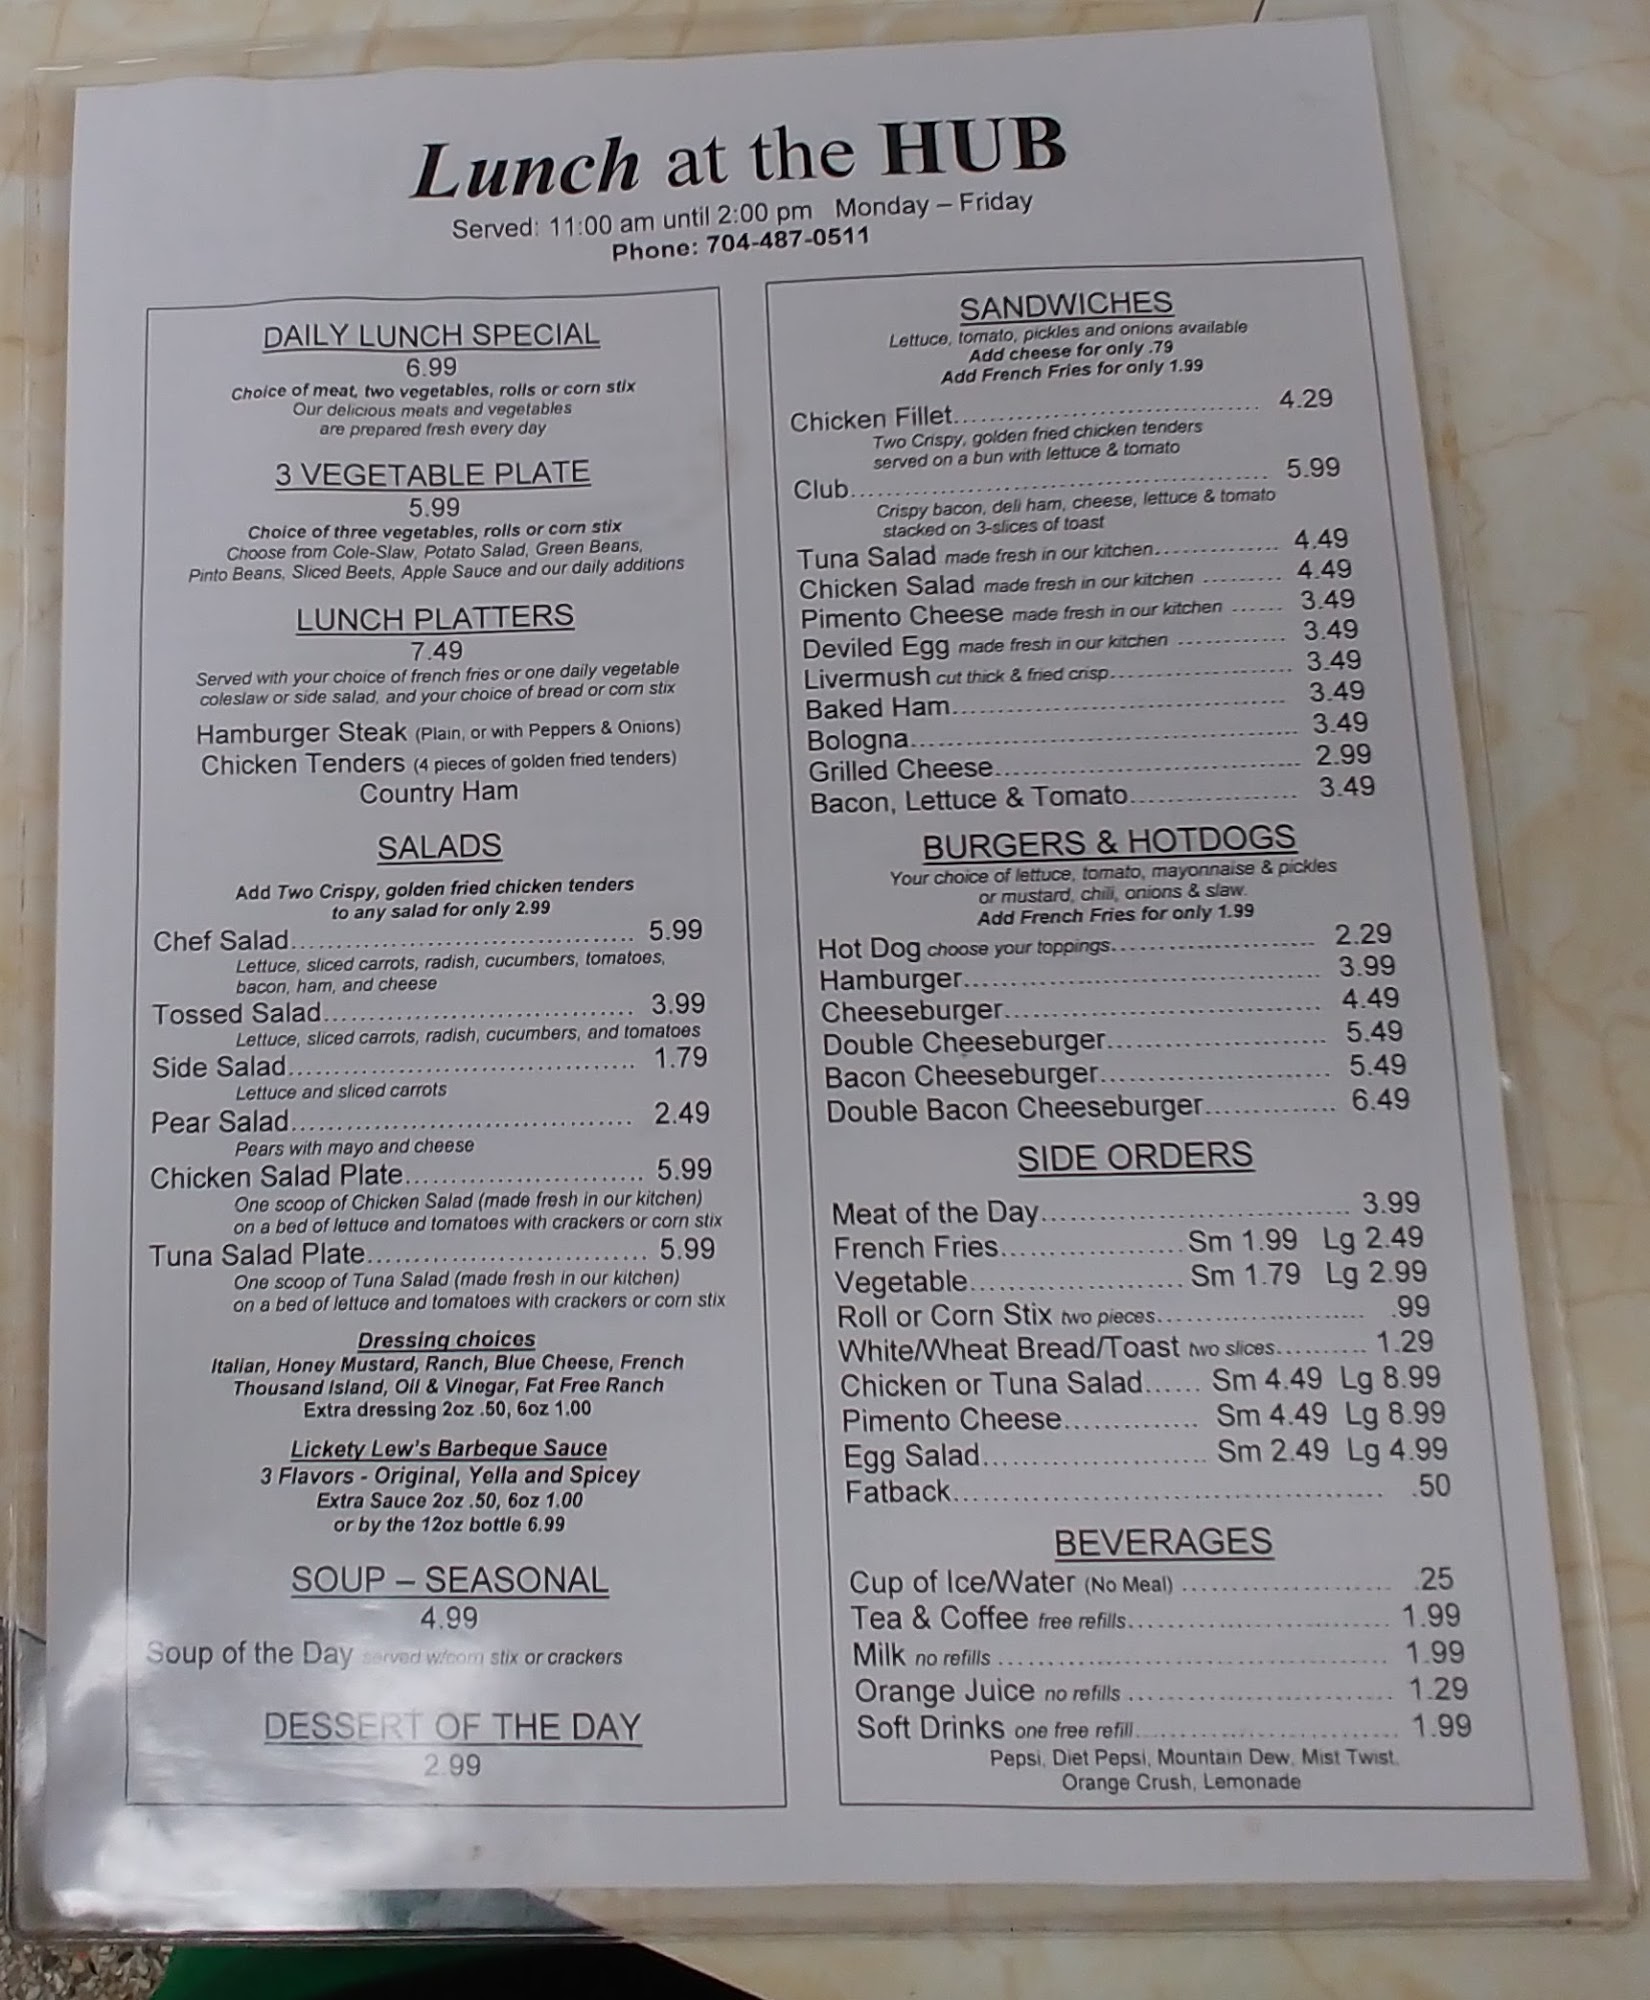 Lunch at the HUB
Served: 11:00 am until 2:00 pm Monday – Friday
Phone: 704-487-0511
DAILY LUNCH SPECIAL
6.99
Choice of meat, two vegetables, rolls or corn stix
Our delicious meats and vegetables
are prepared fresh every day
3 VEGETABLE PLATE
5.99
Choice of three vegetables, rolls or corn stix
Choose from Cole-Slaw, Potato Salad, Green Beans,
Pinto Beans, Sliced Beets, Apple Sauce and our daily additions
LUNCH PLATTERS
7.49
Served with your choice of french fries or one daily vegetable
coleslaw or side salad, and your choice of bread or corn stix
Hamburger Steak (Plain, or with Peppers & Onions)
Chicken Tenders (4 pieces of golden fried tenders)
Country Ham
SALADS
Add Two Crispy, golden fried chicken tenders
to any salad for only 2.99
Chef Salad.................................... 5.99
Lettuce, sliced carrots, radish, cucumbers, tomatoes,
bacon, ham, and cheese
Tossed Salad................................. 3.99
Lettuce, sliced carrots, radish, cucumbers, and tomatoes
Side Salad.................................... 1.79
Lettuce and sliced carrots
Pear Salad.................................... 2.49
Pears with mayo and cheese
Chicken Salad Plate......................... 5.99
One scoop of Chicken Salad (made fresh in our kitchen)
on a bed of lettuce and tomatoes with crackers or corn stix
Tuna Salad Plate............................. 5.99
One scoop of Tuna Salad (made fresh in our kitchen)
on a bed of lettuce and tomatoes with crackers or corn stix
Dressing choices
Italian, Honey Mustard, Ranch, Blue Cheese, French
Thousand Island, Oil & Vinegar, Fat Free Ranch
Extra dressing 2oz .50, 6oz 1.00
Lickety Lew's Barbeque Sauce
3 Flavors - Original, Yella and Spicey
Extra Sauce 2oz .50, 6oz 1.00
or by the 12oz bottle 6.99
SOUP – SEASONAL
4.99
Soup of the Day served w/corn stix or crackers
DESSERT OF THE DAY
2.99
SANDWICHES
Lettuce, tomato, pickles and onions available
Add cheese for only .79
Add French Fries for only 1.99
Chicken Fillet................................ 4.29
Two Crispy, golden fried chicken tenders
served on a bun with lettuce & tomato
Club............................................ 5.99
Crispy bacon, deli ham, cheese, lettuce & tomato
stacked on 3-slices of toast
Tuna Salad made fresh in our kitchen............. 4.49
Chicken Salad made fresh in our kitchen ......... 4.49
Pimento Cheese made fresh in our kitchen ...... 3.49
Deviled Egg made fresh in our kitchen ............ 3.49
Livermush cut thick & fried crisp................... 3.49
Baked Ham................................... 3.49
Bologna........................................ 3.49
Grilled Cheese................................ 2.99
Bacon, Lettuce & Tomato.................. 3.49
BURGERS & HOTDOGS
Your choice of lettuce, tomato, mayonnaise & pickles
or mustard, chili, onions & slaw.
Add French Fries for only 1.99
Hot Dog choose your toppings...................... 2.29
Hamburger..................................... 3.99
Cheeseburger................................. 4.49
Double Cheeseburger....................... 5.49
Bacon Cheeseburger........................ 5.49
Double Bacon Cheeseburger.............. 6.49
SIDE ORDERS
Meat of the Day................................ 3.99
French Fries...................Sm 1.99 Lg 2.49
Vegetable.......................Sm 1.79 Lg 2.99
Roll or Corn Stix two pieces...................... .99
White/Wheat Bread/Toast two slices.......... 1.29
Chicken or Tuna Salad...... Sm 4.49 Lg 8.99
Pimento Cheese.............. Sm 4.49 Lg 8.99
Egg Salad........................ Sm 2.49 Lg 4.99
Fatback............................................ .50
BEVERAGES
Cup of Ice/Water (No Meal) ...................... .25
Tea & Coffee free refills........................... 1.99
Milk no refills ........................................ 1.99
Orange Juice no refills ........................... 1.29
Soft Drinks one free refill......................... 1.99
Pepsi, Diet Pepsi, Mountain Dew, Mist Twist,
Orange Crush, Lemonade